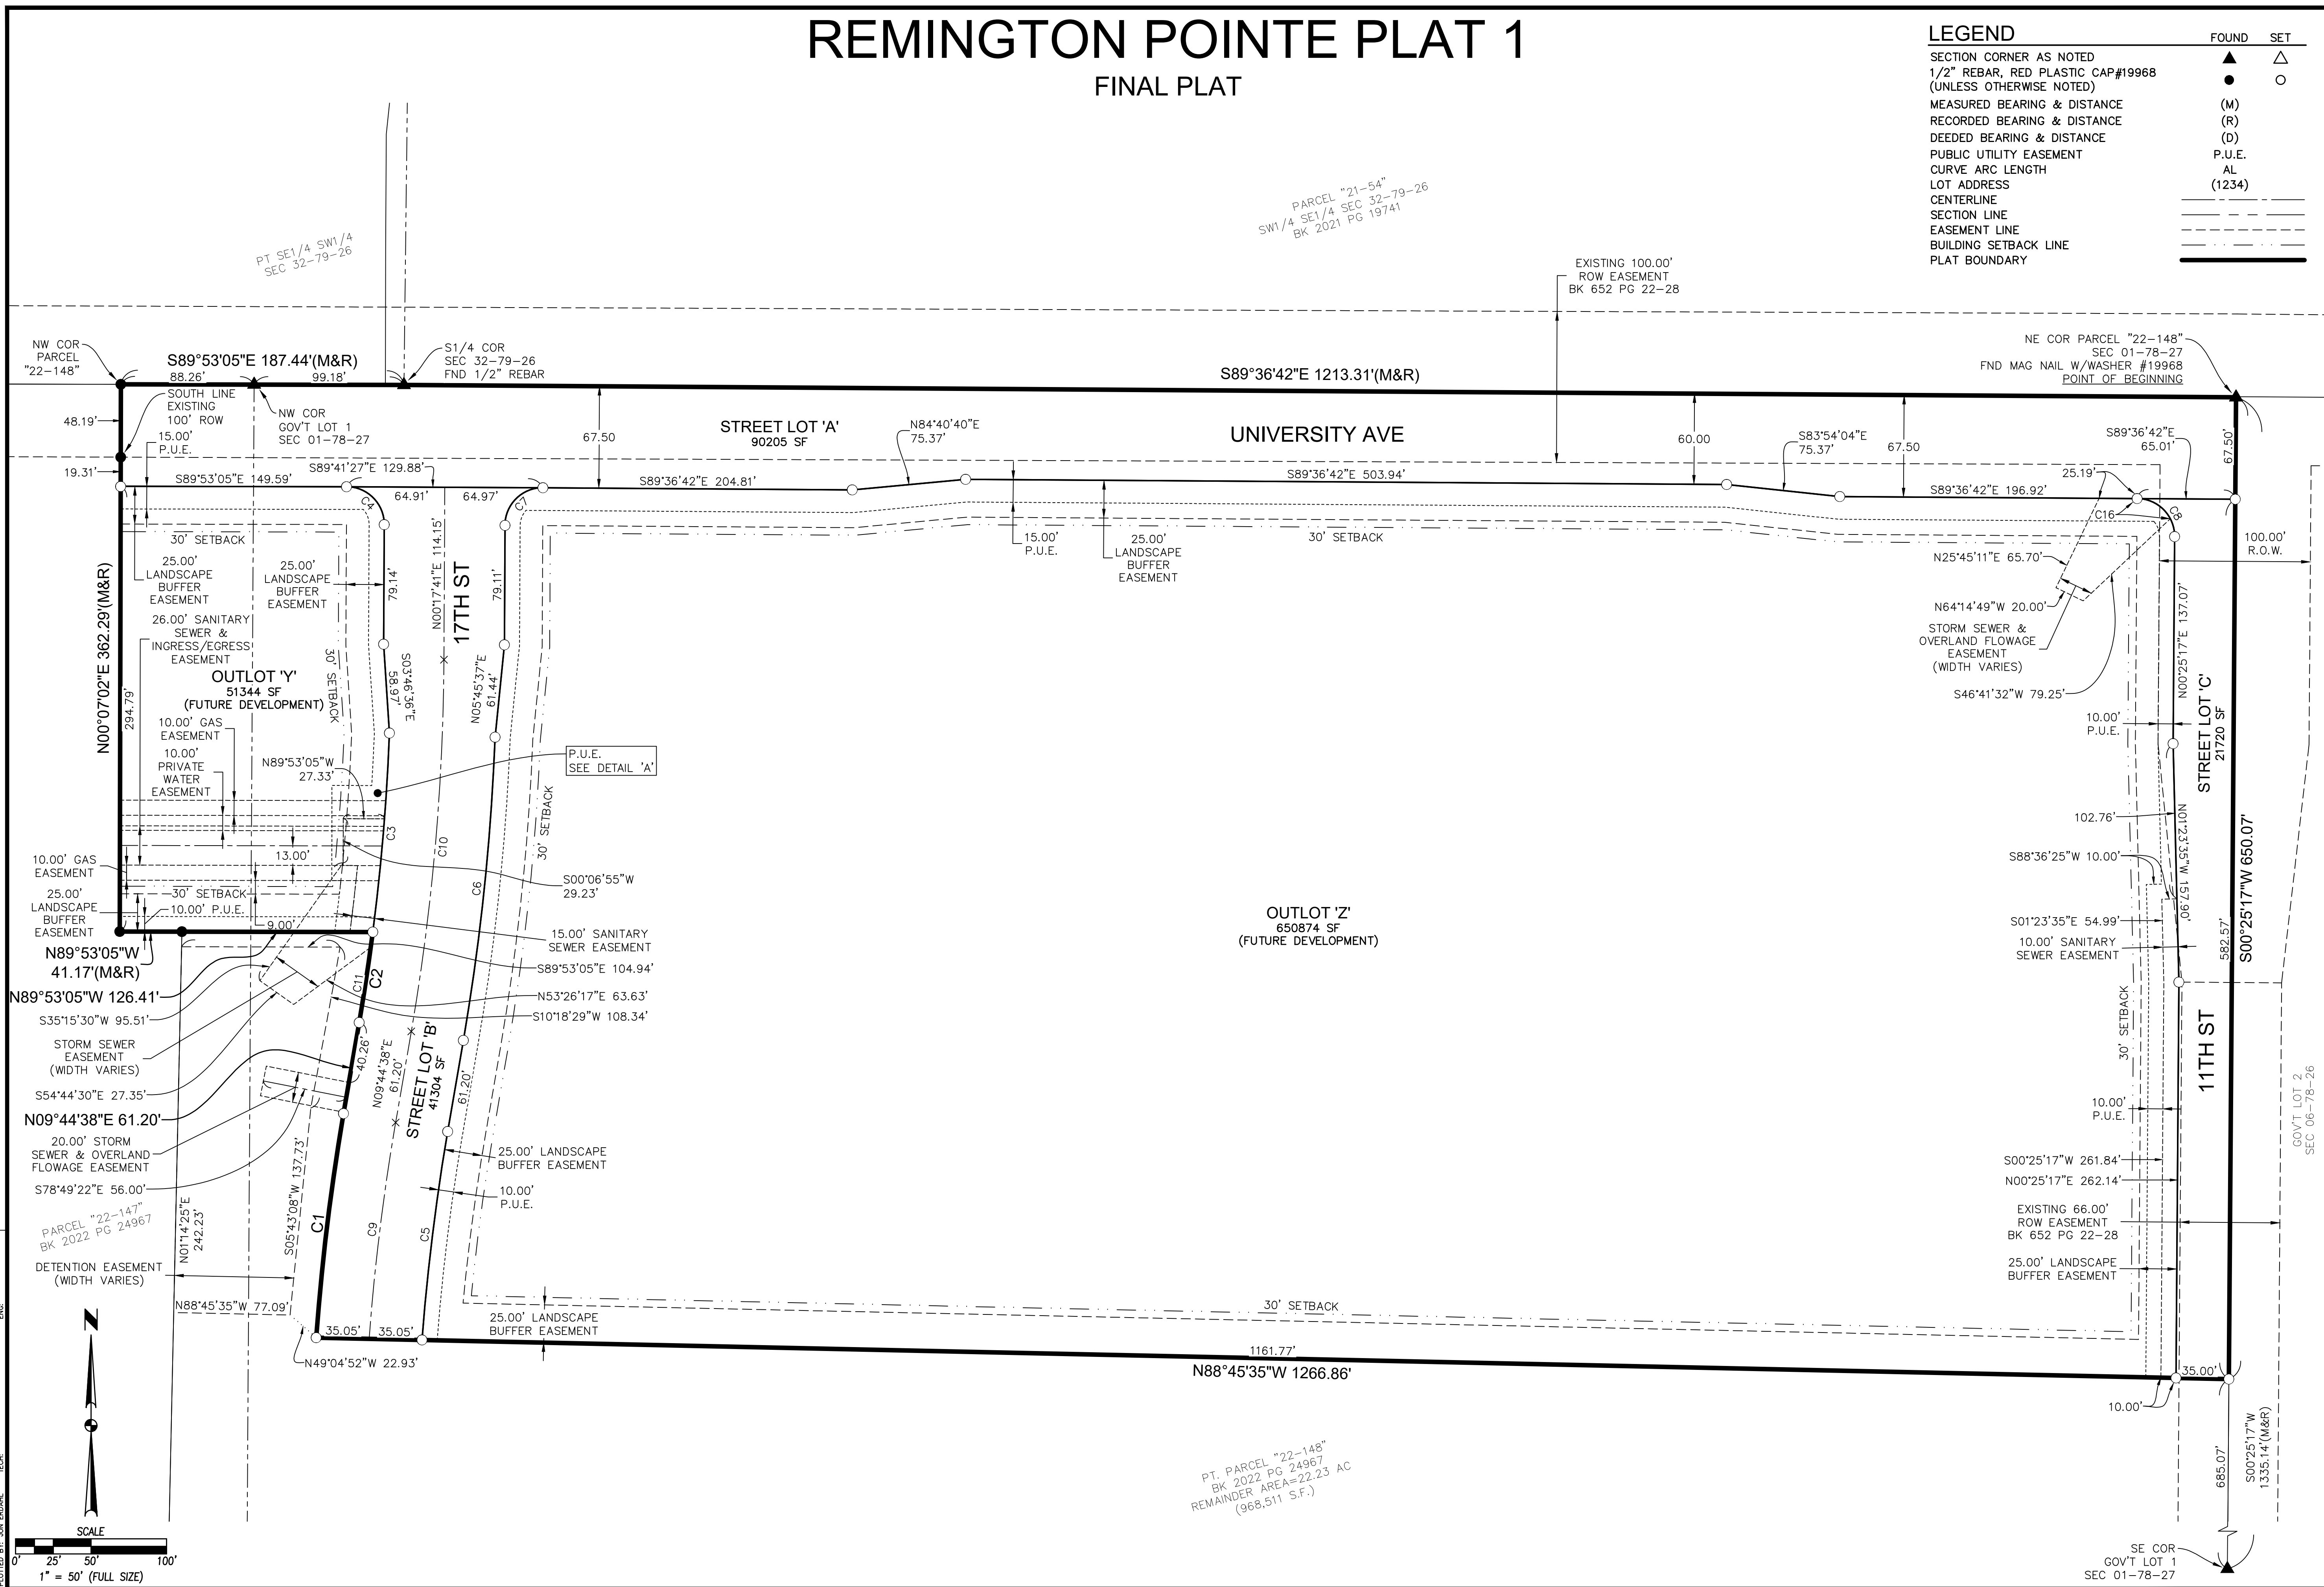 REMINGTON POINTE PLAT 1
FINAL PLAT
LEGEND
FOUND SET
SECTION CORNER AS NOTED
1/2" REBAR, RED PLASTIC CAP#19968
(UNLESS OTHERWISE NOTED)
MEASURED BEARING & DISTANCE (M)
RECORDED BEARING & DISTANCE (R)
DEEDED BEARING & DISTANCE (D)
PUBLIC UTILITY EASEMENT P.U.E.
CURVE ARC LENGTH AL
LOT ADDRESS (1234)
CENTERLINE
SECTION LINE
EASEMENT LINE
BUILDING SETBACK LINE
PLAT BOUNDARY
PT SE1/4 SW1/4
SEC 32-79-26
PARCEL "21-54"
SW1/4 SE1/4 SEC 32-79-26
BK 2021 PG 19741
EXISTING 100.00'
ROW EASEMENT
BK 652 PG 22-28
NW COR
PARCEL
"22-148"
S89°53'05"E 187.44'(M&R)
88.26'
99.18'
S1/4 COR
SEC 32-79-26
FND 1/2" REBAR
S89°36'42"E 1213.31'(M&R)
NE COR PARCEL "22-148"
SEC 01-78-27
FND MAG NAIL W/WASHER #19968
POINT OF BEGINNING
48.19'
SOUTH LINE
EXISTING
100' ROW
NW COR
GOV'T LOT 1
SEC 01-78-27
15.00'
P.U.E.
19.31'
67.50
STREET LOT 'A'
90205 SF
N84°40'40"E
75.37'
UNIVERSITY AVE
60.00
S83°54'04"E
75.37'
67.50
S89°36'42"E
65.01'
67.50'
S89°53'05"E 149.59'
S89°41'27"E 129.88'
64.91'
64.97'
S89°36'42"E 204.81'
S89°36'42"E 503.94'
S89°36'42"E 196.92'
25.19'
C4
C7
C8
C16
30' SETBACK
25.00'
LANDSCAPE
BUFFER
EASEMENT
25.00'
LANDSCAPE
BUFFER
EASEMENT
79.14'
N00°17'41"E 114.15'
17TH ST
79.11'
15.00'
P.U.E.
25.00'
LANDSCAPE
BUFFER
EASEMENT
30' SETBACK
N25°45'11"E 65.70'
N64°14'49"W 20.00'
STORM SEWER &
OVERLAND FLOWAGE
EASEMENT
(WIDTH VARIES)
S46°41'32"W 79.25'
100.00'
R.O.W.
N00°25'17"E 137.07'
N00°07'02"E 362.29'(M&R)
294.79'
26.00' SANITARY
SEWER &
INGRESS/EGRESS
EASEMENT
OUTLOT 'Y'
51344 SF
(FUTURE DEVELOPMENT)
30' SETBACK
S03°46'36"E
58.97'
N05°45'37"E
61.44'
10.00' GAS
EASEMENT
10.00'
PRIVATE
WATER
EASEMENT
N89°53'05"W
27.33'
P.U.E.
SEE DETAIL 'A'
10.00'
P.U.E.
STREET LOT 'C'
21720 SF
C3
C10
30' SETBACK
13.00'
10.00' GAS
EASEMENT
25.00'
LANDSCAPE
BUFFER
EASEMENT
30' SETBACK
10.00' P.U.E.
9.00'
C6
S00°06'55"W
29.23'
15.00' SANITARY
SEWER EASEMENT
S89°53'05"E 104.94'
N53°26'17"E 63.63'
S10°18'29"W 108.34'
OUTLOT 'Z'
650874 SF
(FUTURE DEVELOPMENT)
102.76'
N01°23'35"W 157.90'
S88°36'25"W 10.00'
S01°23'35"E 54.99'
10.00' SANITARY
SEWER EASEMENT
S00°25'17"W 650.07'
582.57'
N89°53'05"W
41.17'(M&R)
N89°53'05"W 126.41'
S35°15'30"W 95.51'
STORM SEWER
EASEMENT
(WIDTH VARIES)
S54°44'30"E 27.35'
N09°44'38"E 61.20'
20.00' STORM
SEWER & OVERLAND
FLOWAGE EASEMENT
S78°49'22"E 56.00'
C11
C2
40.26'
N09°44'38"E
61.20'
STREET LOT 'B'
41304 SF
61.20'
25.00' LANDSCAPE
BUFFER EASEMENT
10.00'
P.U.E.
30' SETBACK
11TH ST
10.00'
P.U.E.
S00°25'17"W 261.84'
N00°25'17"E 262.14'
EXISTING 66.00'
ROW EASEMENT
BK 652 PG 22-28
25.00' LANDSCAPE
BUFFER EASEMENT
GOV'T LOT 2
SEC 06-78-26
PARCEL "22-147"
BK 2022 PG 24967
N01°14'25"E
242.23'
S05°43'08"W 137.73'
C1
C9
C5
DETENTION EASEMENT
(WIDTH VARIES)
N88°45'35"W 77.09'
35.05'
35.05'
N49°04'52"W 22.93'
25.00' LANDSCAPE
BUFFER EASEMENT
30' SETBACK
1161.77'
N88°45'35"W 1266.86'
35.00'
10.00'
685.07'
S00°25'17"W
1335.14'(M&R)
PT. PARCEL "22-148"
BK 2022 PG 24967
REMAINDER AREA=22.23 AC
(968,511 S.F.)
SE COR
GOV'T LOT 1
SEC 01-78-27
N
SCALE
0' 25' 50' 100'
1" = 50' (FULL SIZE)